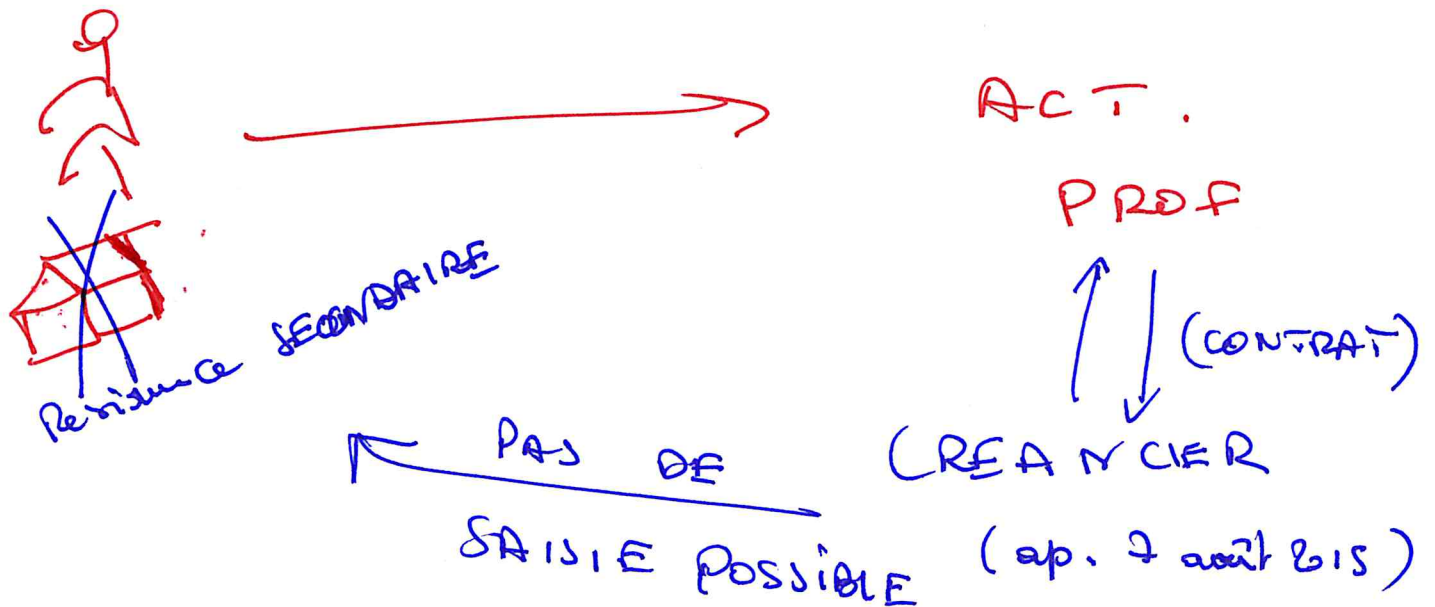 ACT.
PROF
Résidence SECONDAIRE
(CONTRAT)
PAS DE
CREANCIER
SAISIE POSSIBLE
(ap. 7 août 2015)